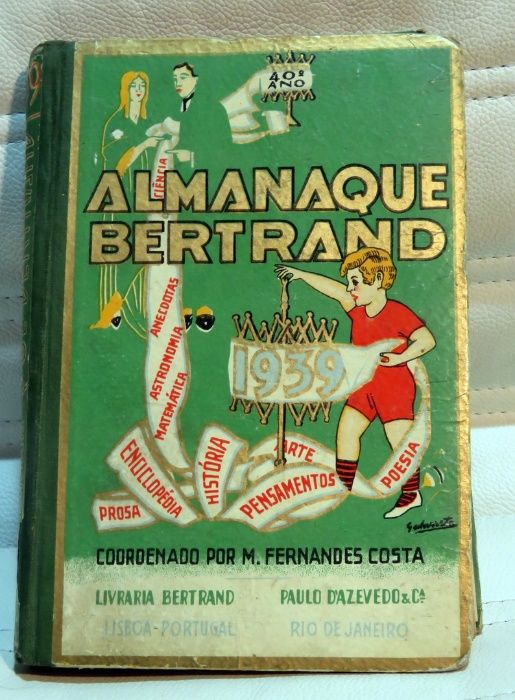 40º
ANO
CIÊNCIA
ALMANAQUE
BERTRAND
ANECDOTAS
ASTRONOMIA
MATEMÁTICA
1939
ENCICLOPÉDIA
HISTÓRIA
ARTE
PROSA
PENSAMENTOS
POESIA
COORDENADO POR M. FERNANDES COSTA
LIVRARIA BERTRAND
PAULO D'AZEVEDO & Cª
LISBOA-PORTUGAL
RIO DE JANEIRO